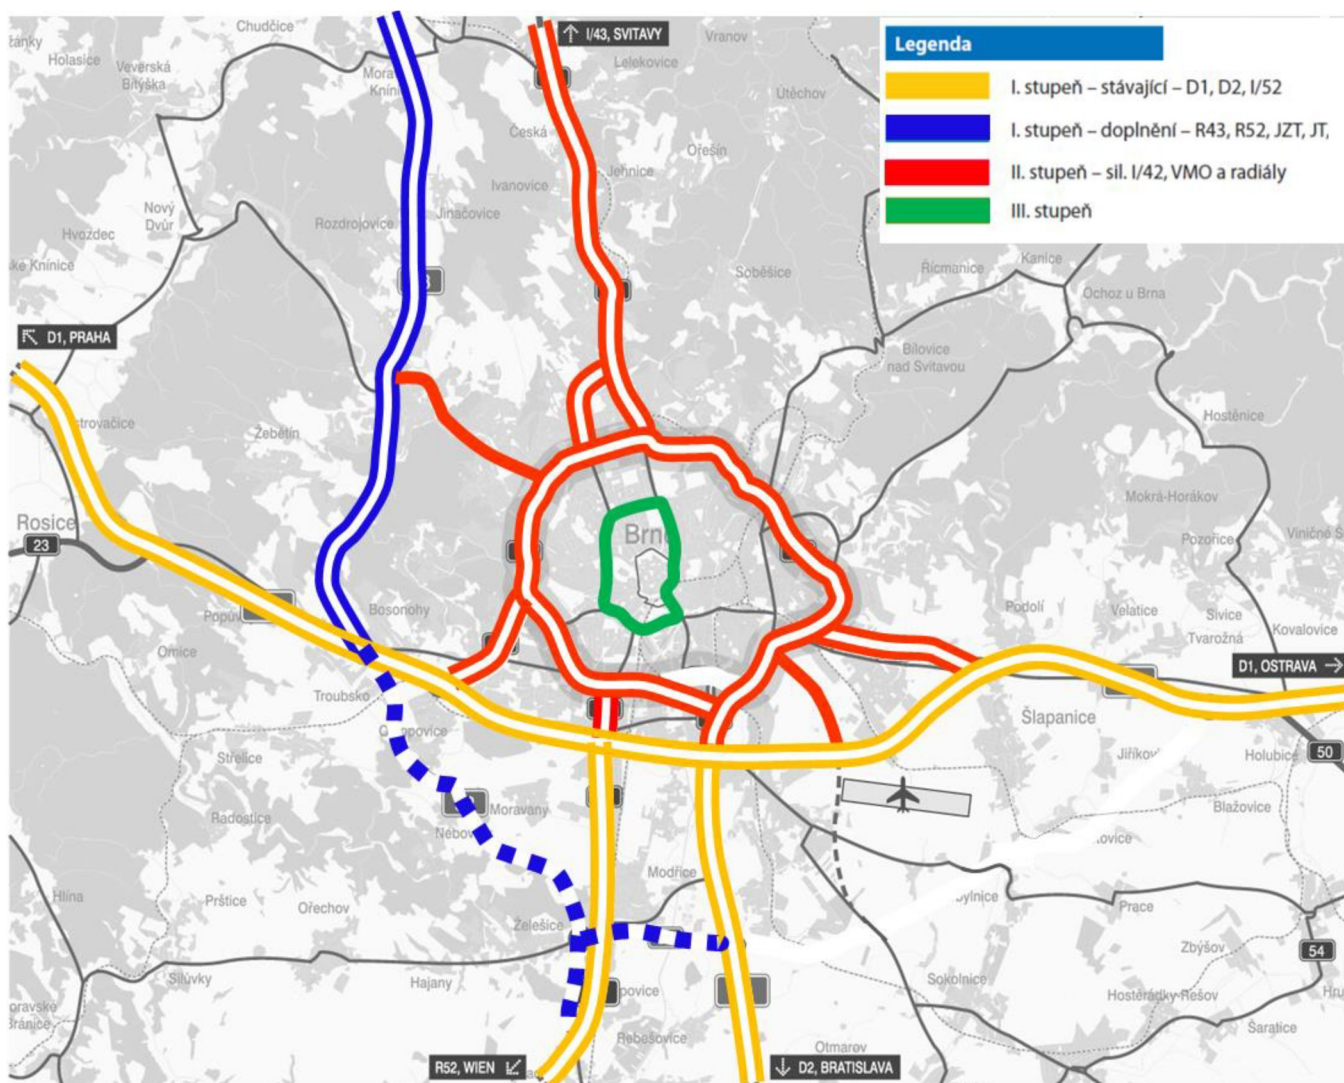 Chudčice
I/43, SVITAVY
Vranov
Legenda
Holasice
Veverská
Bítýška
Lelekovice
Útěchov
I. stupeň – stávající – D1, D2, I/52
Česká
Ořešín
I. stupeň – doplnění – R43, R52, JZT, JT,
Jehnice
Ivanovice
II. stupeň – sil. I/42, VMO a radiály
Nový
Dvůr
Rozdrojovice
Jinačovice
III. stupeň
Hvozdec
Soběšice
Řícmanice
Kanice
Ochoz u Brna
D1, PRAHA
Bílovice
nad Svitavou
Hostěnice
Žebětín
Mokrá-Horákov
Rosice
23
Brn
Pozořice
Bosonohy
Podolí
Velatice
Sivice
Tvarožná
Kovalovice
Omice
D1, OSTRAVA
Troubsko
Šlapanice
Střelice
Holubice
50
Radostice
Moravany
Blažovice
Modřice
Hlína
Prštice
Ořechov
Želešice
Prace
Zbýšov
54
Silůvky
Hajany
Sokolnice
Hostěrádky-Rešov
Rebešovice
Otmarov
Šaratice
R52, WIEN
D2, BRATISLAVA